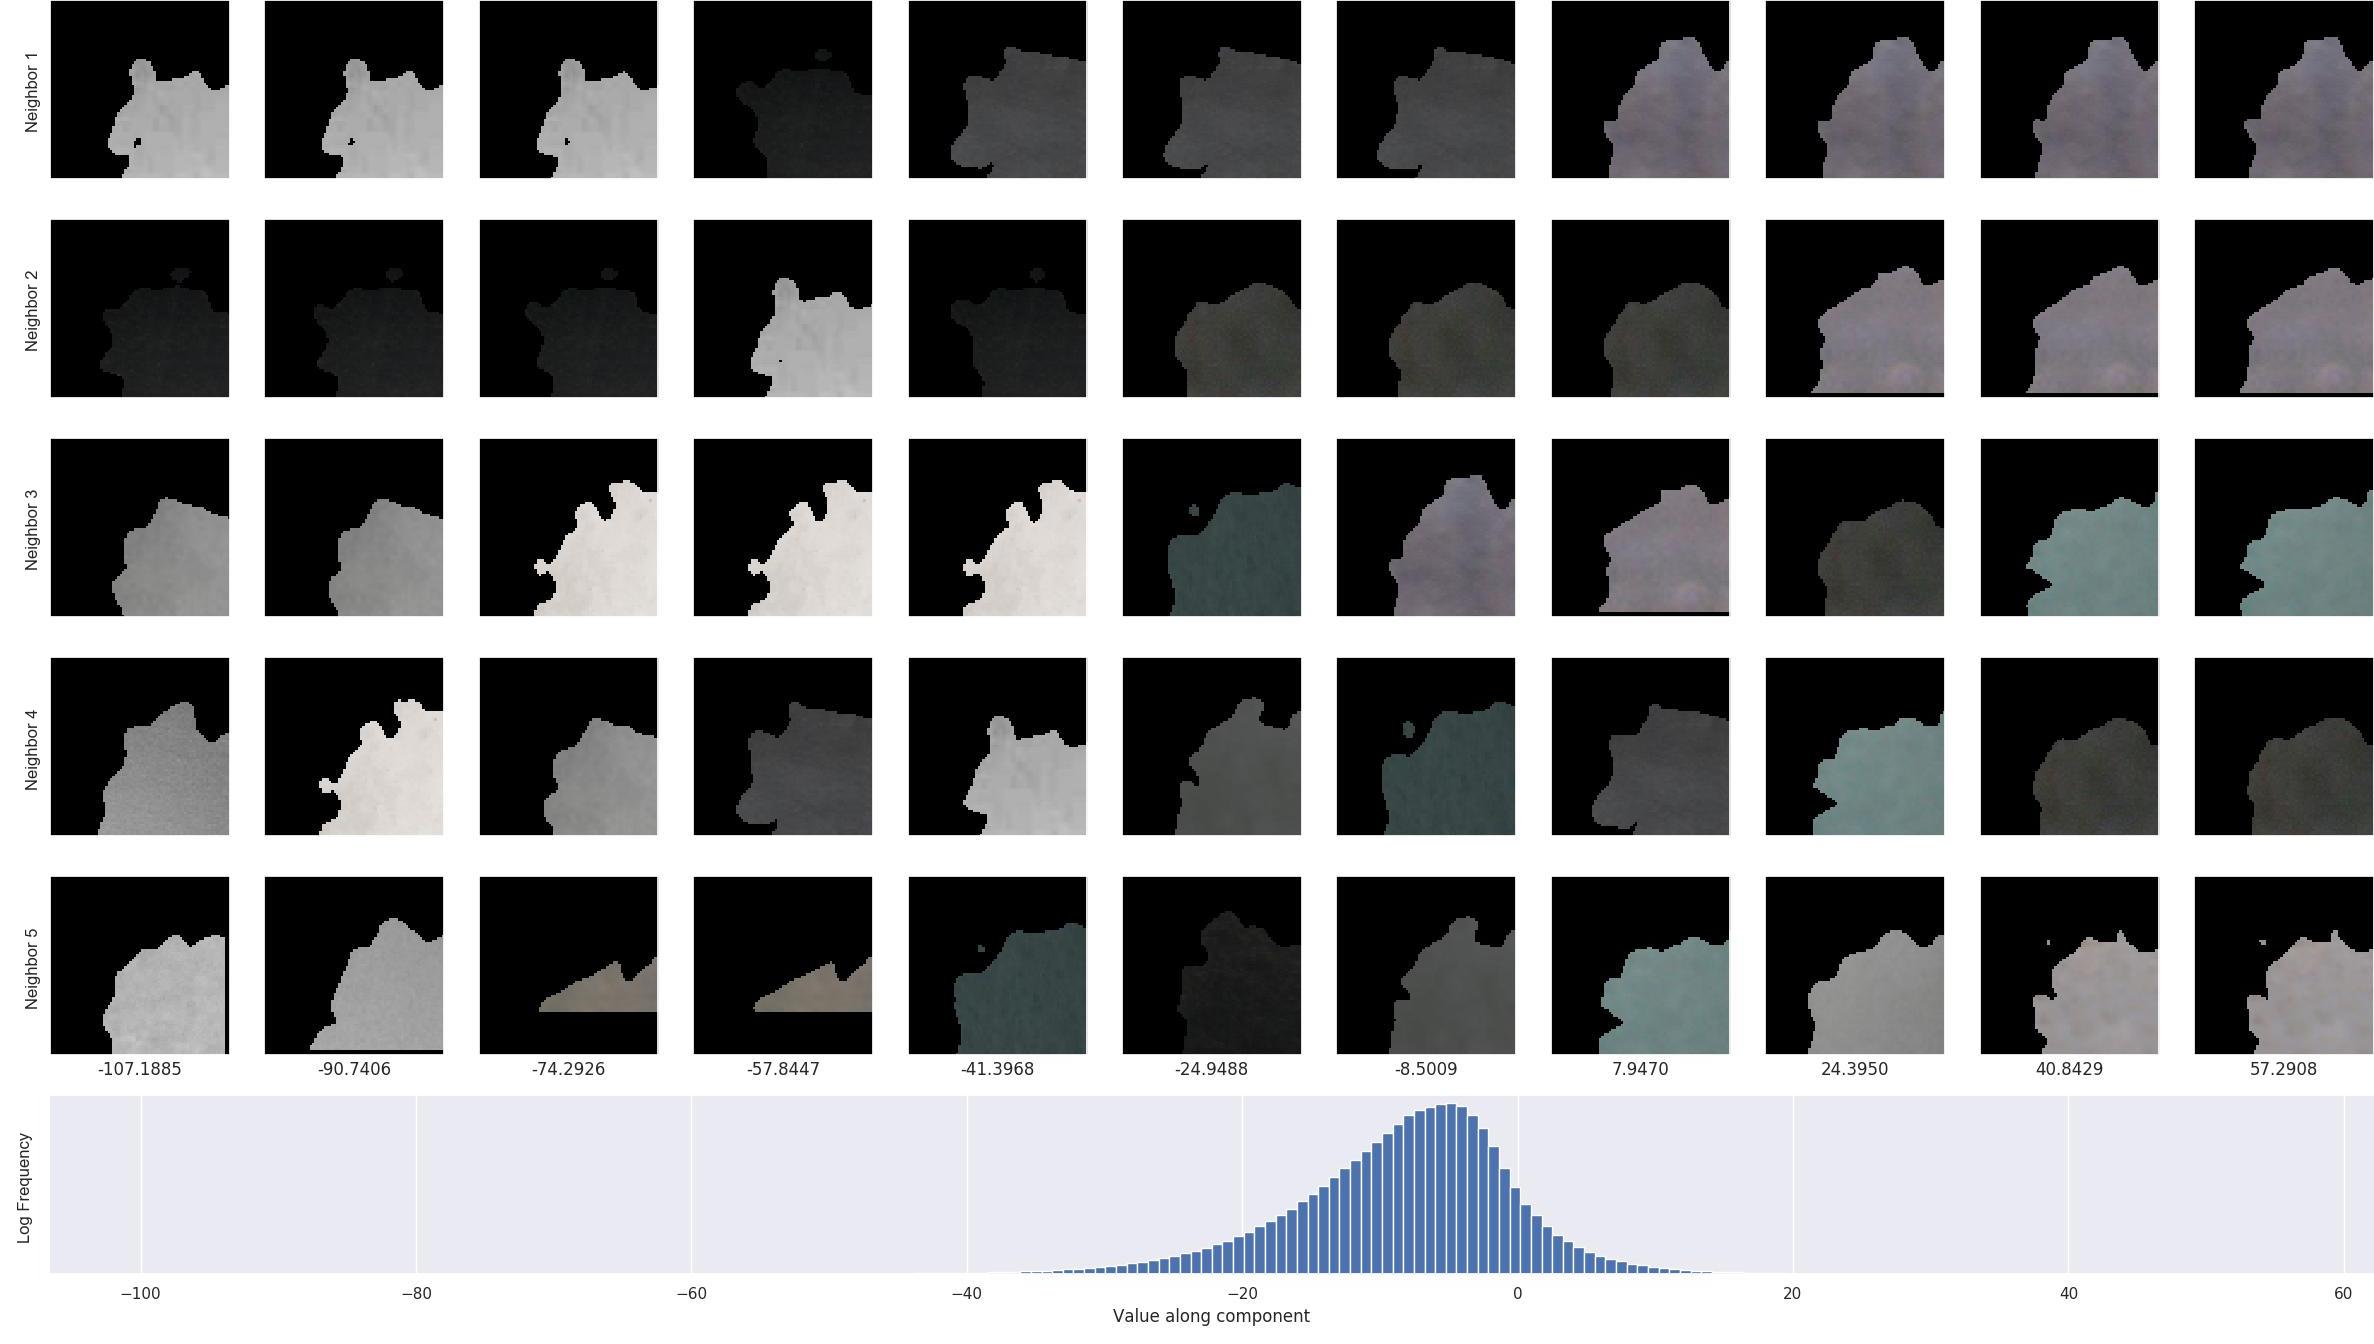 Neighbor 1
Neighbor 2
Neighbor 3
Neighbor 4
Neighbor 5
-107.1885 -90.7406 -74.2926 -57.8447 -41.3968 -24.9488 -8.5009 7.9470 24.3950 40.8429 57.2908
Log Frequency
−100 −80 −60 −40 −20 0 20 40 60
Value along component